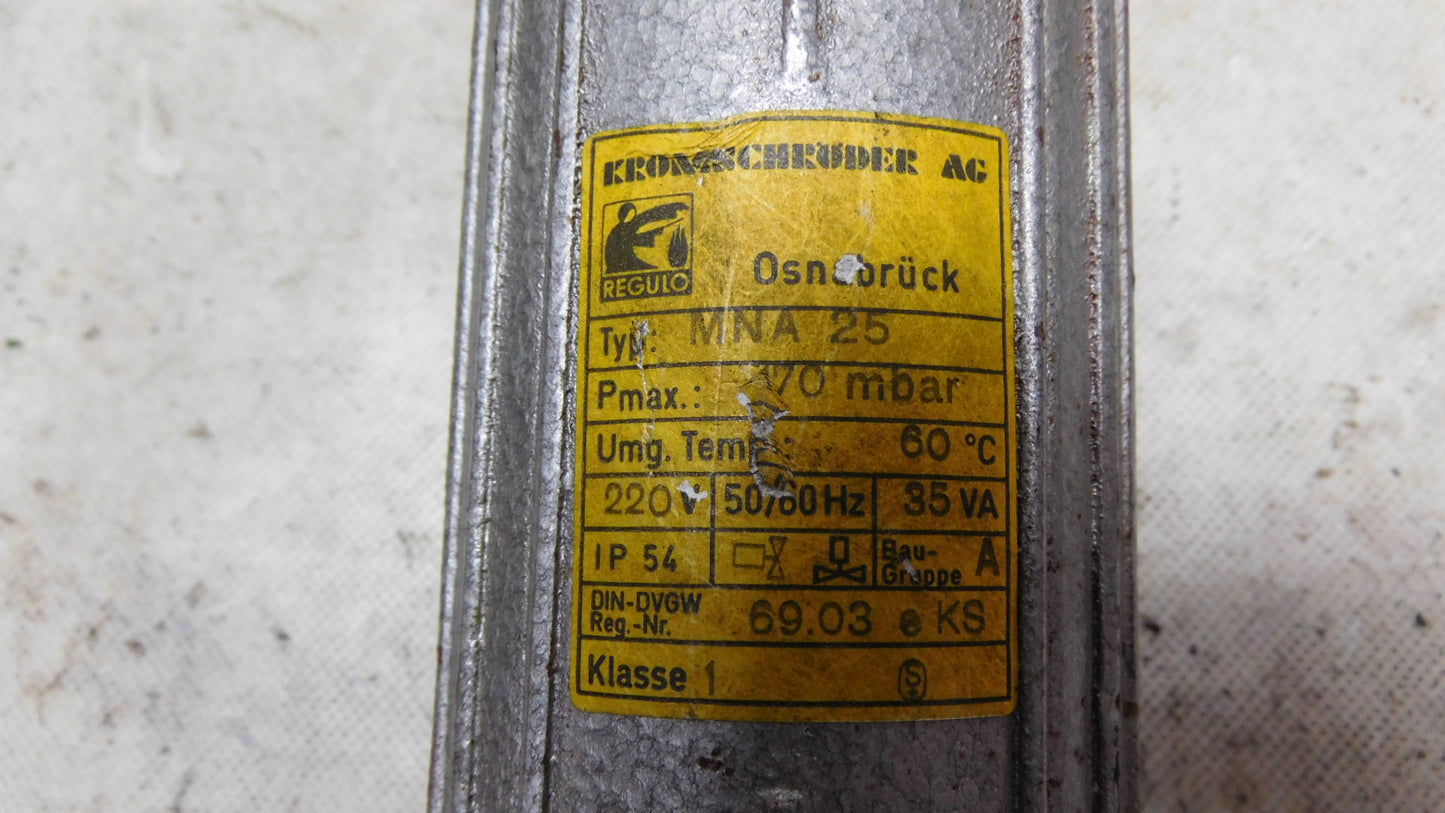 KROMSCHRÖDER AG
REGULO
Osnabrück
Typ: MNA 25
Pmax.: 70 mbar
Umg. Temp.: 60 °C
220 V 50/60 Hz 35 VA
IP 54 Bau-Gruppe A
DIN-DVGW Reg.-Nr. 69.03 e KS
Klasse 1 S